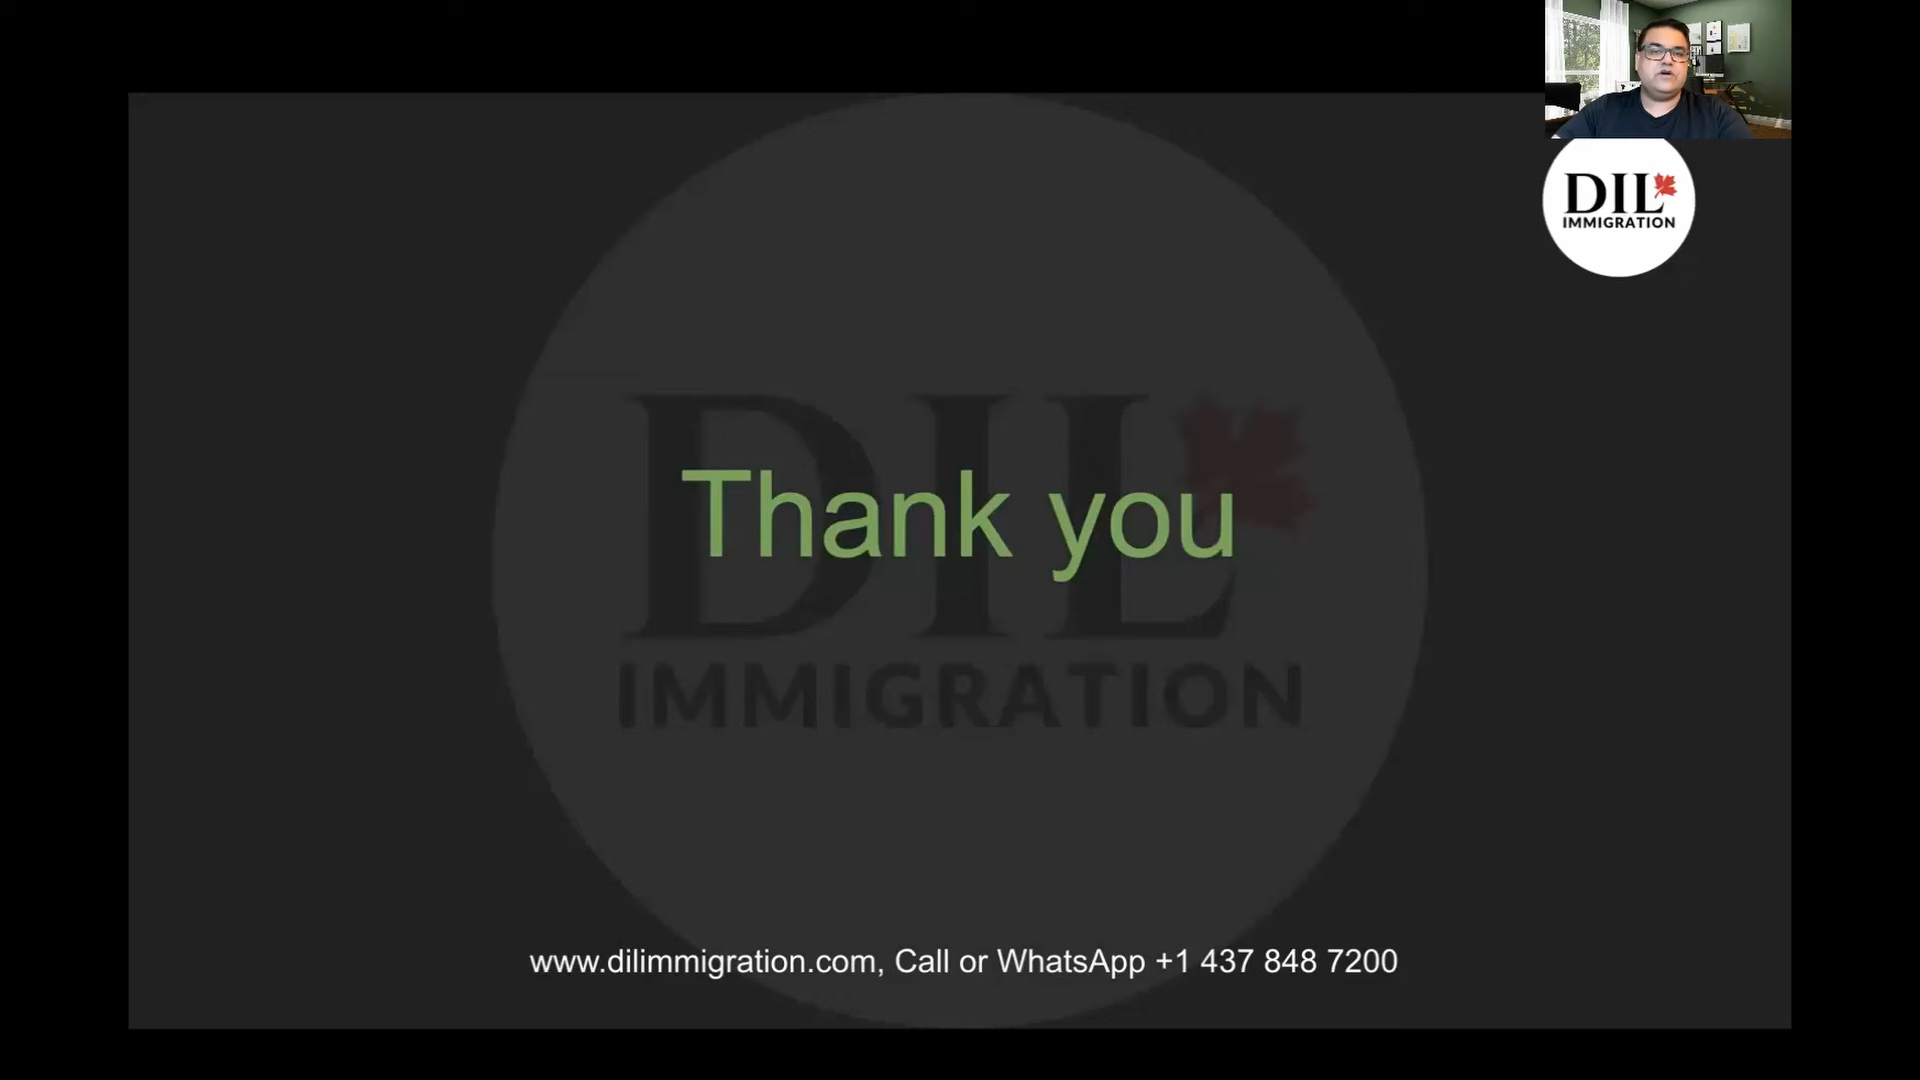 DIL
IMMIGRATION
DIL
Thank you
IMMIGRATION
www.dilimmigration.com, Call or WhatsApp +1 437 848 7200